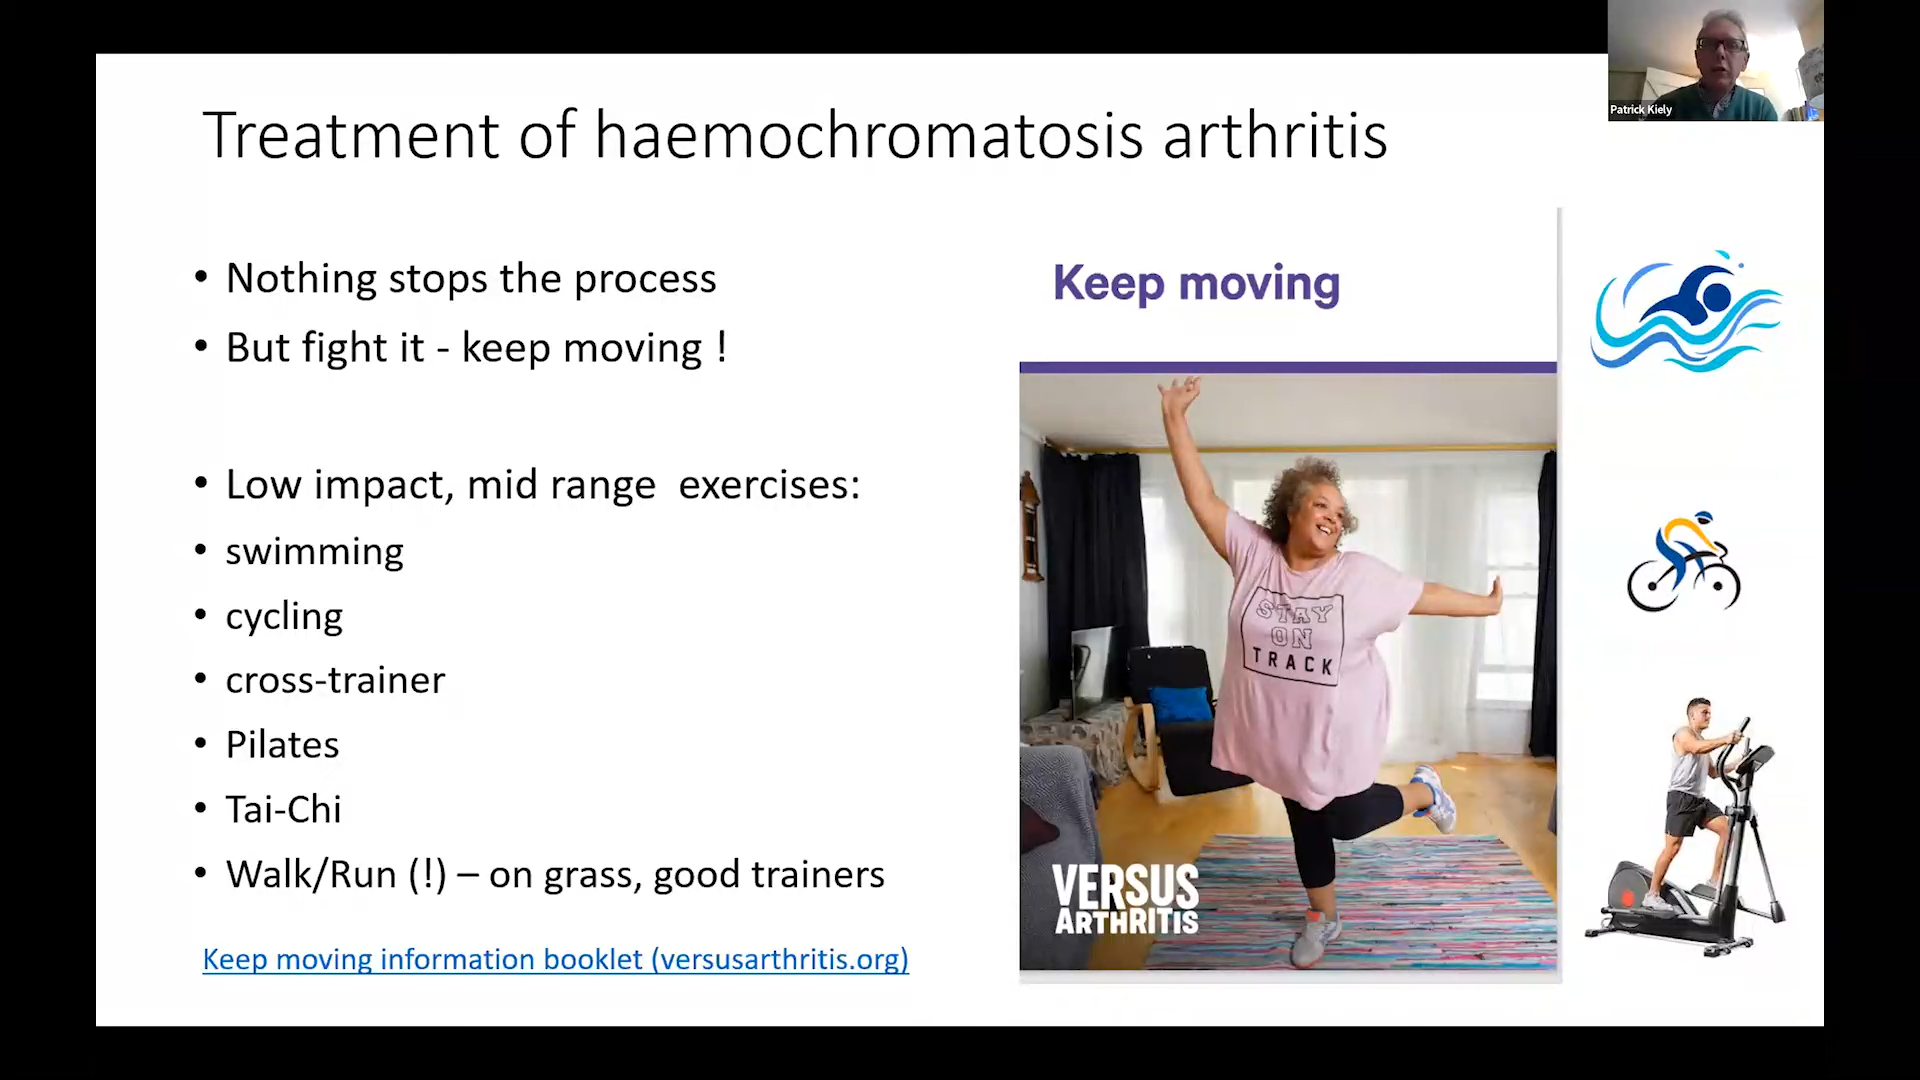 Patrick Kiely
Treatment of haemochromatosis arthritis
• Nothing stops the process
• But fight it - keep moving !
• Low impact, mid range  exercises:
• swimming
• cycling
• cross-trainer
• Pilates
• Tai-Chi
• Walk/Run (!) – on grass, good trainers
Keep moving information booklet (versusarthritis.org)
Keep moving
STAY
ON
TRACK
VERSUS
ARTHRITIS